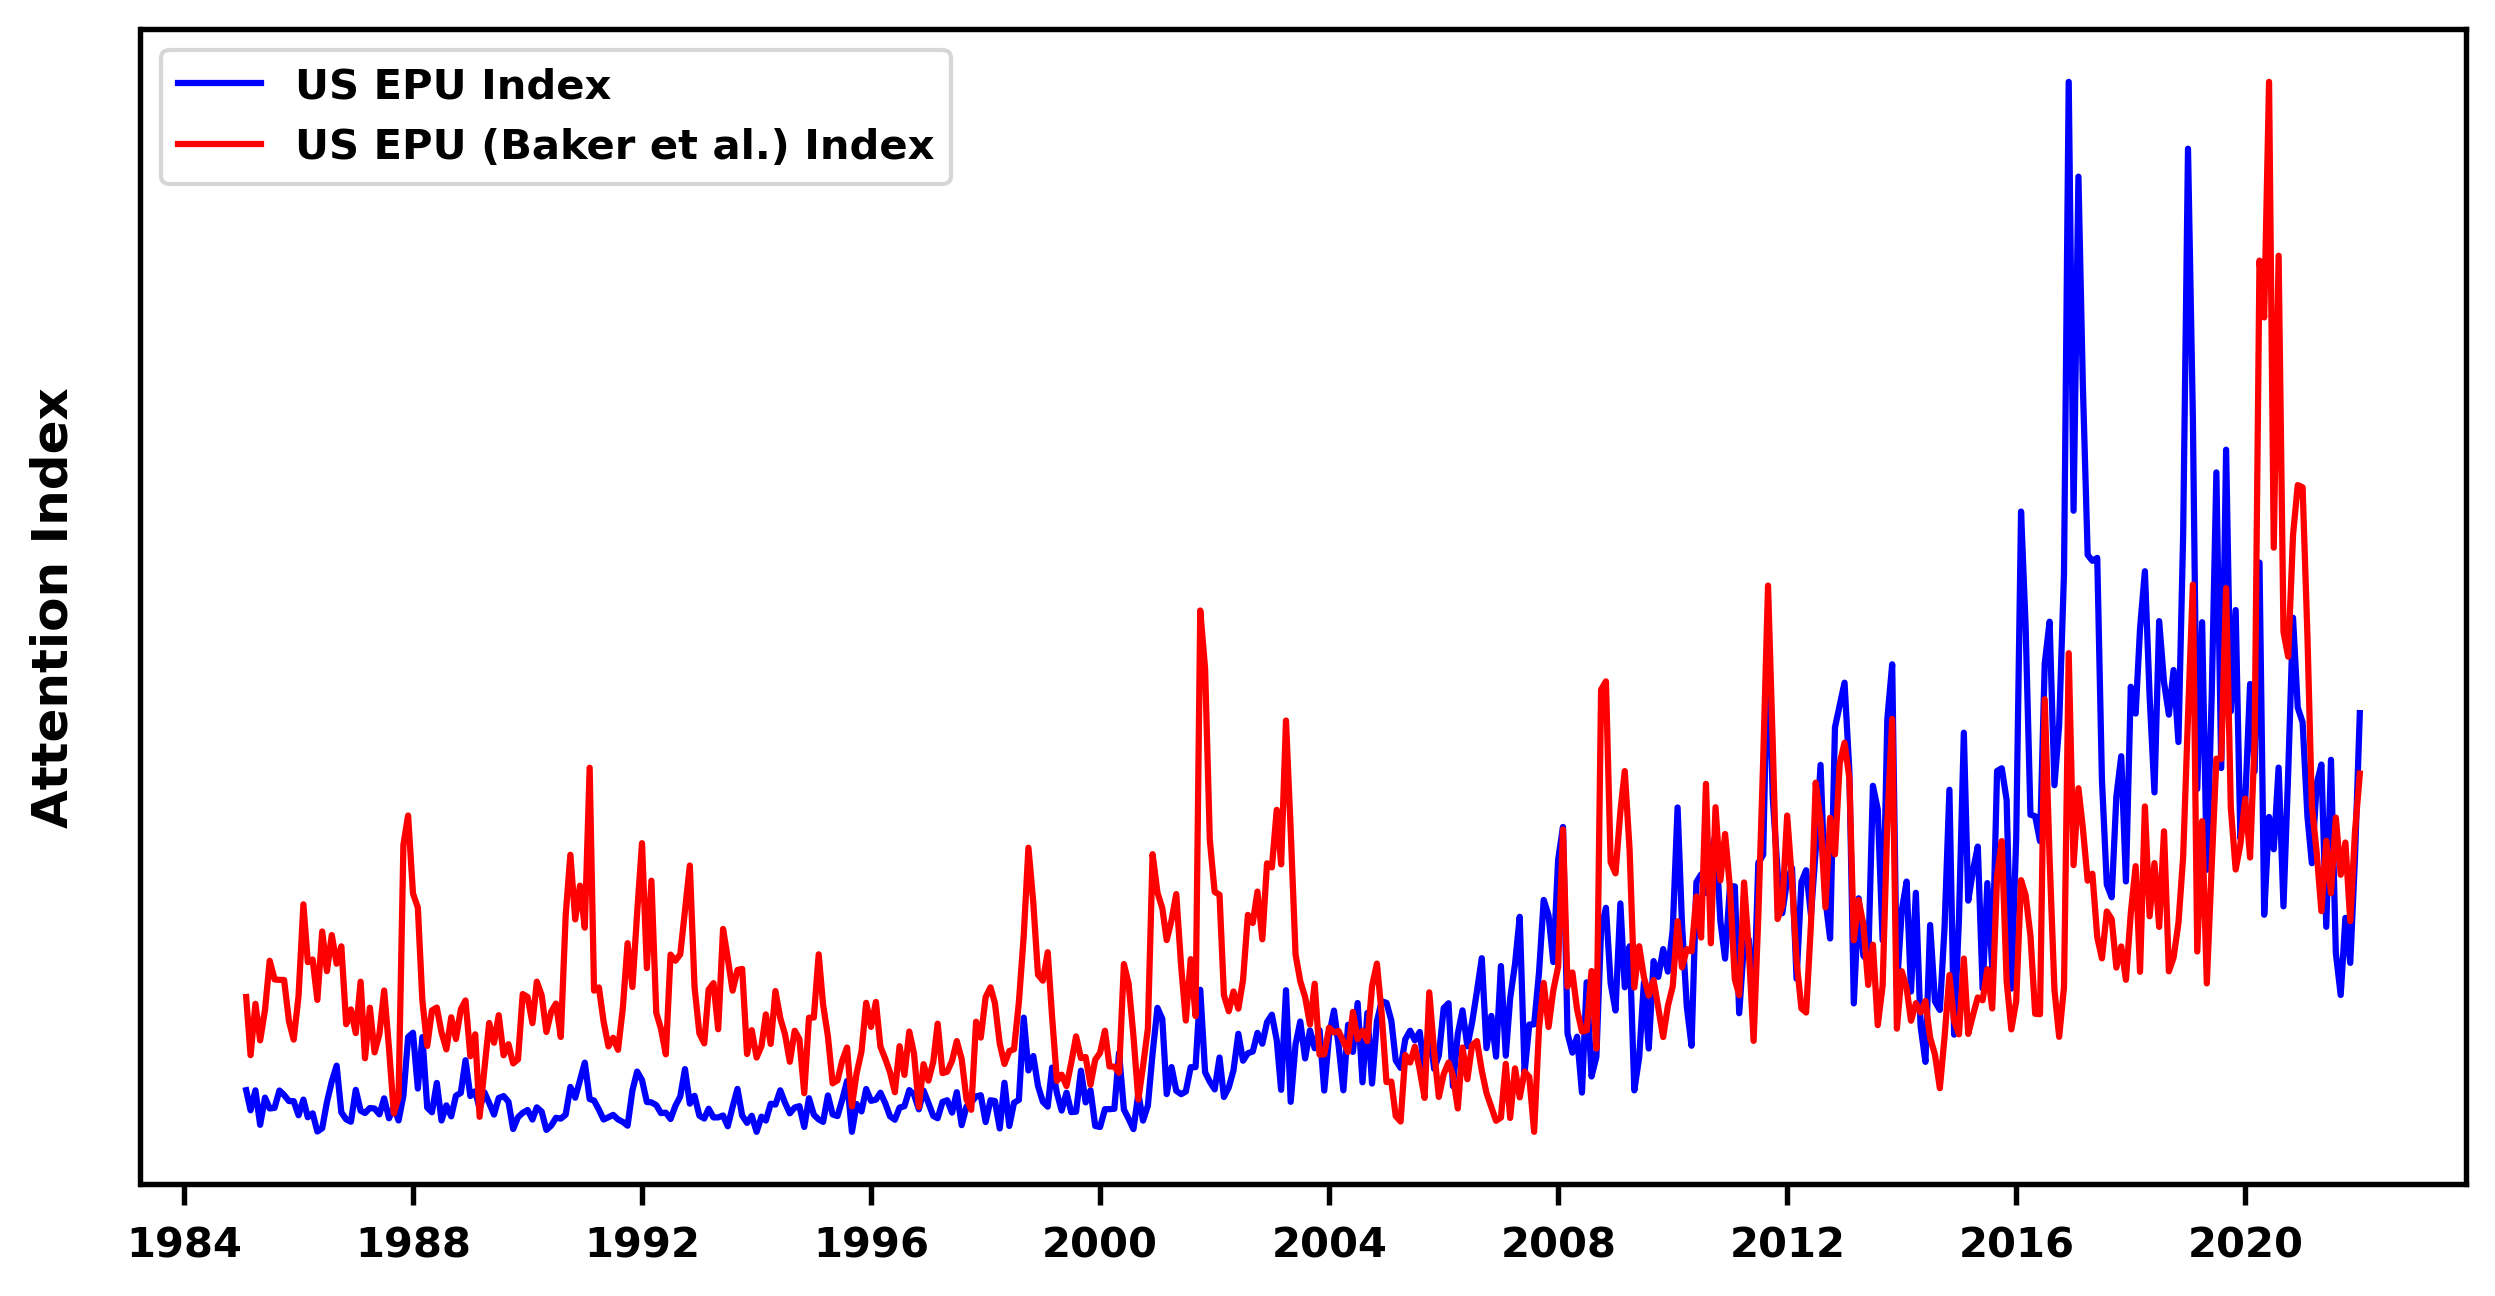 US EPU Index
US EPU (Baker et al.) Index
Attention Index
1984 1988 1992 1996 2000 2004 2008 2012 2016 2020